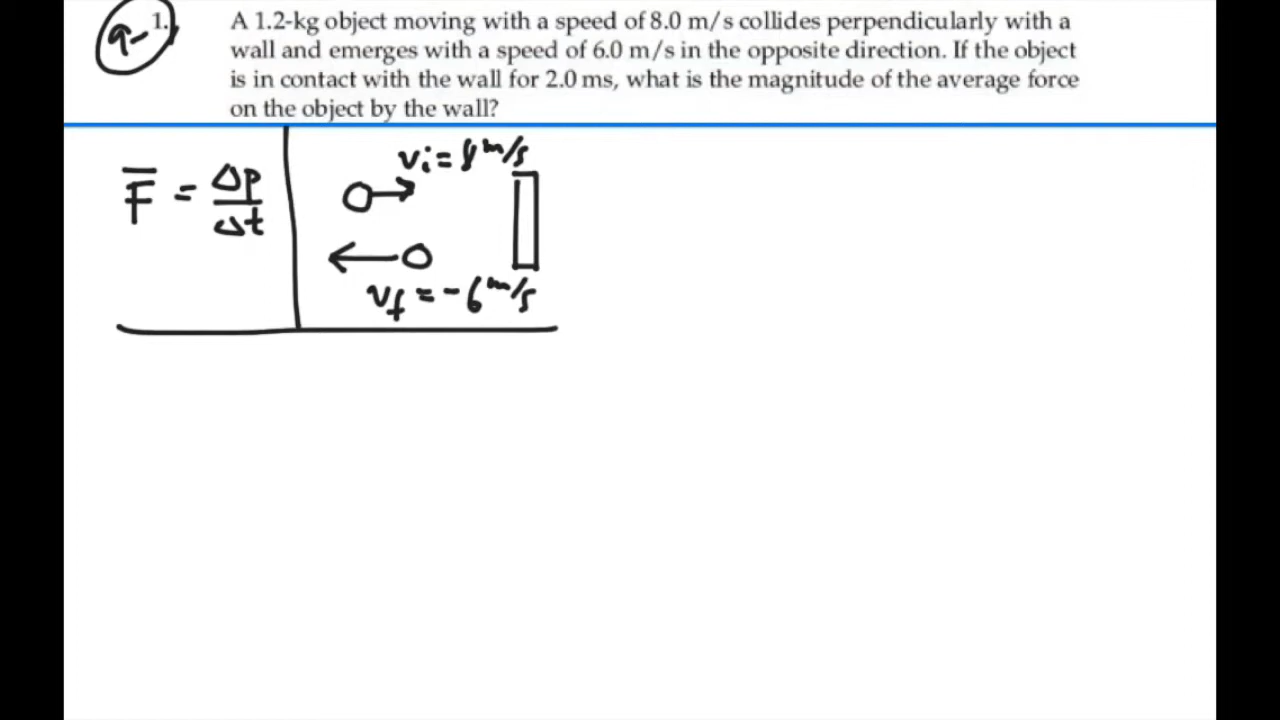 9-1.
A 1.2-kg object moving with a speed of 8.0 m/s collides perpendicularly with a
wall and emerges with a speed of 6.0 m/s in the opposite direction. If the object
is in contact with the wall for 2.0 ms, what is the magnitude of the average force
on the object by the wall?
F̅ = Δp/Δt
vi = 8 m/s
vf = -6 m/s